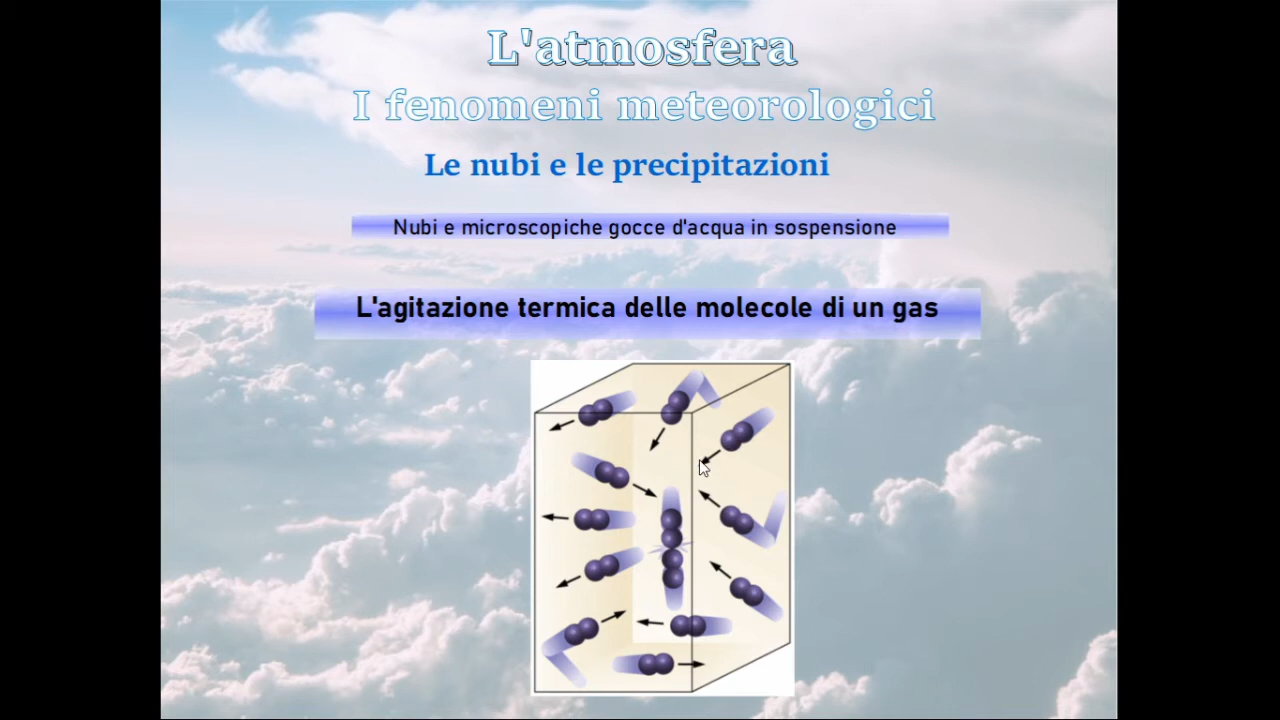 L'atmosfera
I fenomeni meteorologici
Le nubi e le precipitazioni
Nubi e microscopiche gocce d'acqua in sospensione
L'agitazione termica delle molecole di un gas